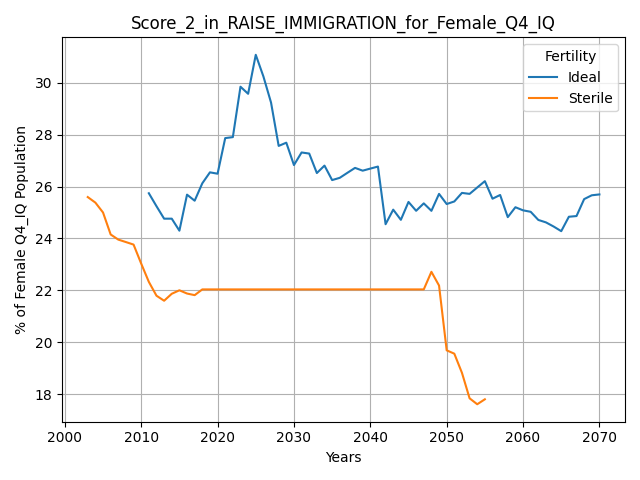 Score_2_in_RAISE_IMMIGRATION_for_Female_Q4_IQ
% of Female Q4_IQ Population
30
28
26
24
22
20
18
Fertility
Ideal
Sterile
2000 2010 2020 2030 2040 2050 2060 2070
Years